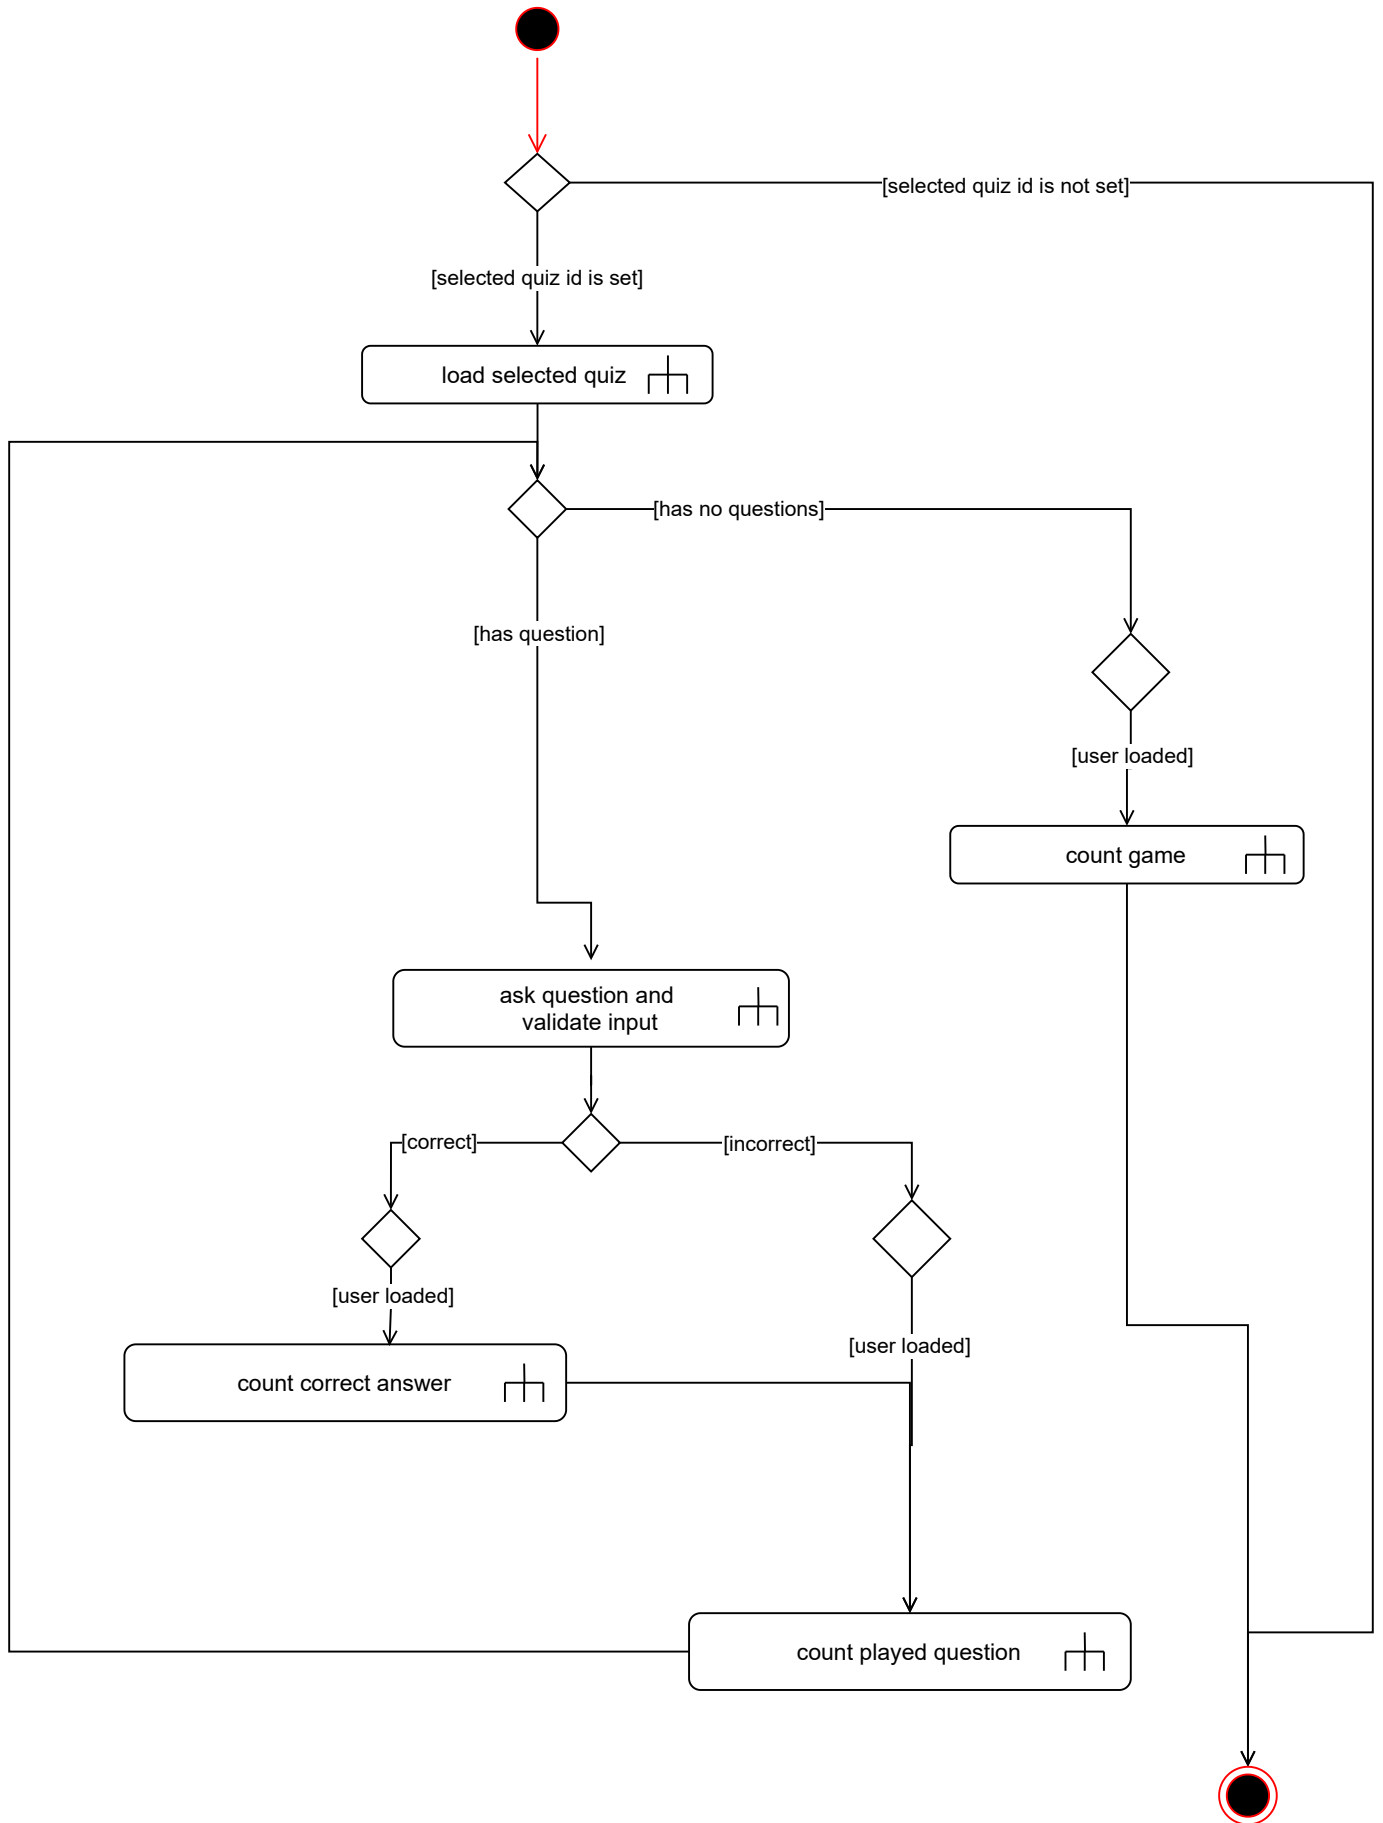 [selected quiz id is not set]
[selected quiz id is set]
load selected quiz
[has no questions]
[has question]
[user loaded]
count game
ask question and
validate input
[correct]
[incorrect]
[user loaded]
[user loaded]
count correct answer
count played question